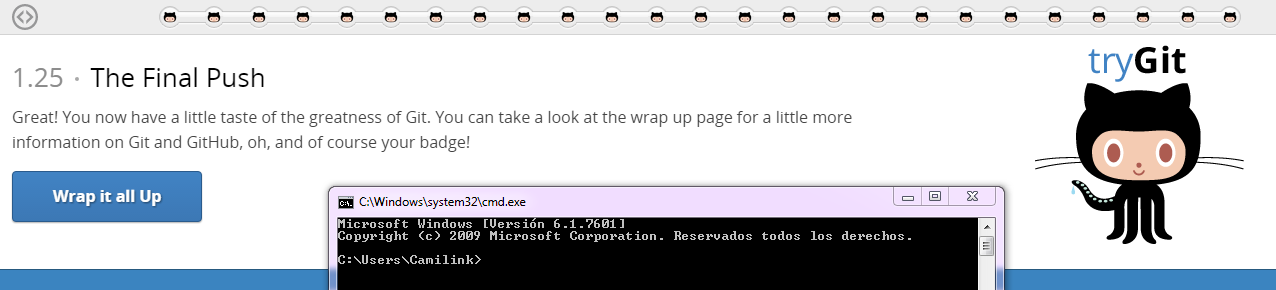 tryGit
1.25 · The Final Push
Great! You now have a little taste of the greatness of Git. You can take a look at the wrap up page for a little more
information on Git and GitHub, oh, and of course your badge!
Wrap it all Up
C:\Windows\system32\cmd.exe
Microsoft Windows [Versión 6.1.7601]
Copyright (c) 2009 Microsoft Corporation. Reservados todos los derechos.
C:\Users\Camilink>